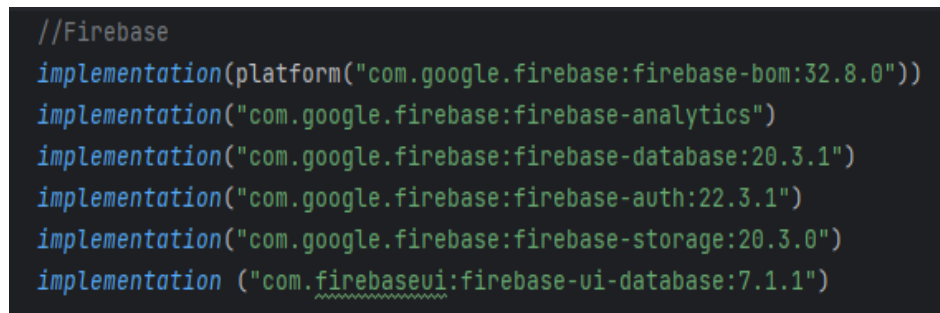 //Firebase
implementation(platform("com.google.firebase:firebase-bom:32.8.0"))
implementation("com.google.firebase:firebase-analytics")
implementation("com.google.firebase:firebase-database:20.3.1")
implementation("com.google.firebase:firebase-auth:22.3.1")
implementation("com.google.firebase:firebase-storage:20.3.0")
implementation ("com.firebaseui:firebase-ui-database:7.1.1")